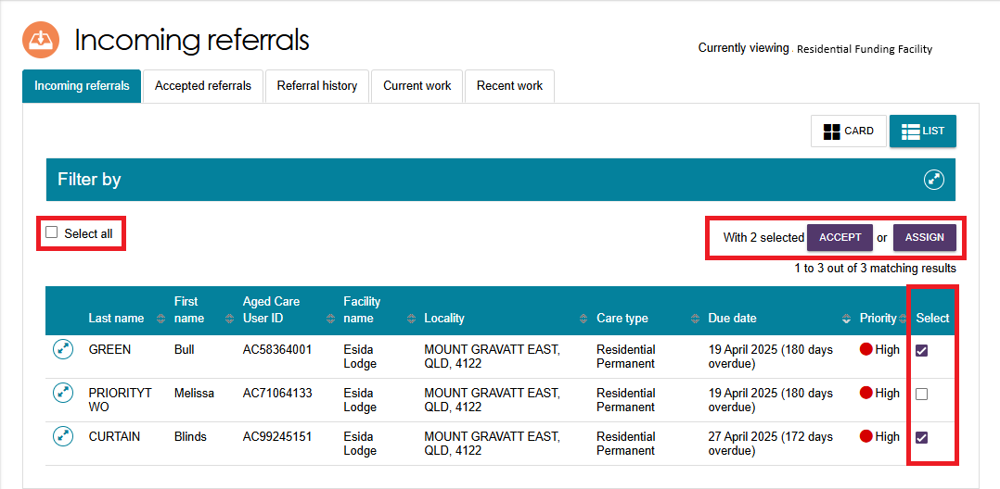 Incoming referrals
Currently viewing Residential Funding Facility
Incoming referrals Accepted referrals Referral history Current work Recent work
CARD LIST
Filter by
Select all
With 2 selected ACCEPT or ASSIGN
1 to 3 out of 3 matching results
Last name First name Aged Care User ID Facility name Locality Care type Due date Priority Select
GREEN Bull AC58364001 Esida Lodge MOUNT GRAVATT EAST, QLD, 4122 Residential Permanent 19 April 2025 (180 days overdue) High
PRIORITYT WO Melissa AC71064133 Esida Lodge MOUNT GRAVATT EAST, QLD, 4122 Residential Permanent 19 April 2025 (180 days overdue) High
CURTAIN Blinds AC99245151 Esida Lodge MOUNT GRAVATT EAST, QLD, 4122 Residential Permanent 27 April 2025 (172 days overdue) High